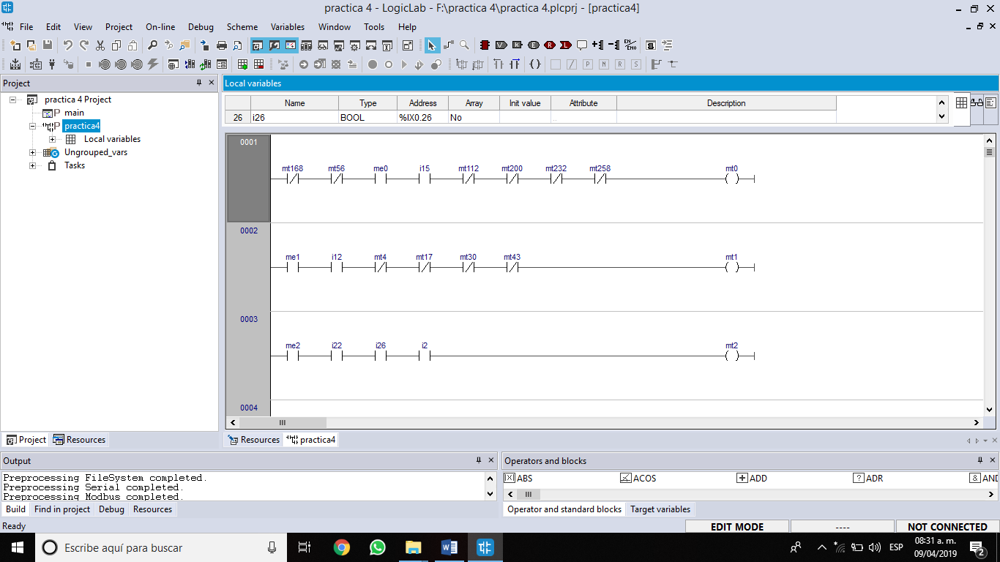 practica 4 - LogicLab - F:\practica 4\practica 4.plcprj - [practica4]
File Edit View Project On-line Debug Scheme Variables Window Tools Help
EN/ENO
P N R S
Project
practica 4 Project
main
practica4
Local variables
Ungrouped_vars
Tasks
Project Resources
Local variables
Name Type Address Array Init value Attribute Description
26 i26 BOOL %IX0.26 No ..
0001
mt168 mt56 me0 i15 mt112 mt200 mt232 mt258 mt0
0002
me1 i12 mt4 mt17 mt30 mt43 mt1
0003
me2 i22 i26 i2 mt2
0004
Resources practica4
Output
Preprocessing FileSystem completed.
Preprocessing Serial completed.
Preprocessing Modbus completed.
Build Find in project Debug Resources
Operators and blocks
ABS ACOS ADD ADR AND
Operator and standard blocks Target variables
Ready
EDIT MODE ---- NOT CONNECTED
Escribe aquí para buscar
ESP
08:31 a. m.
09/04/2019
2